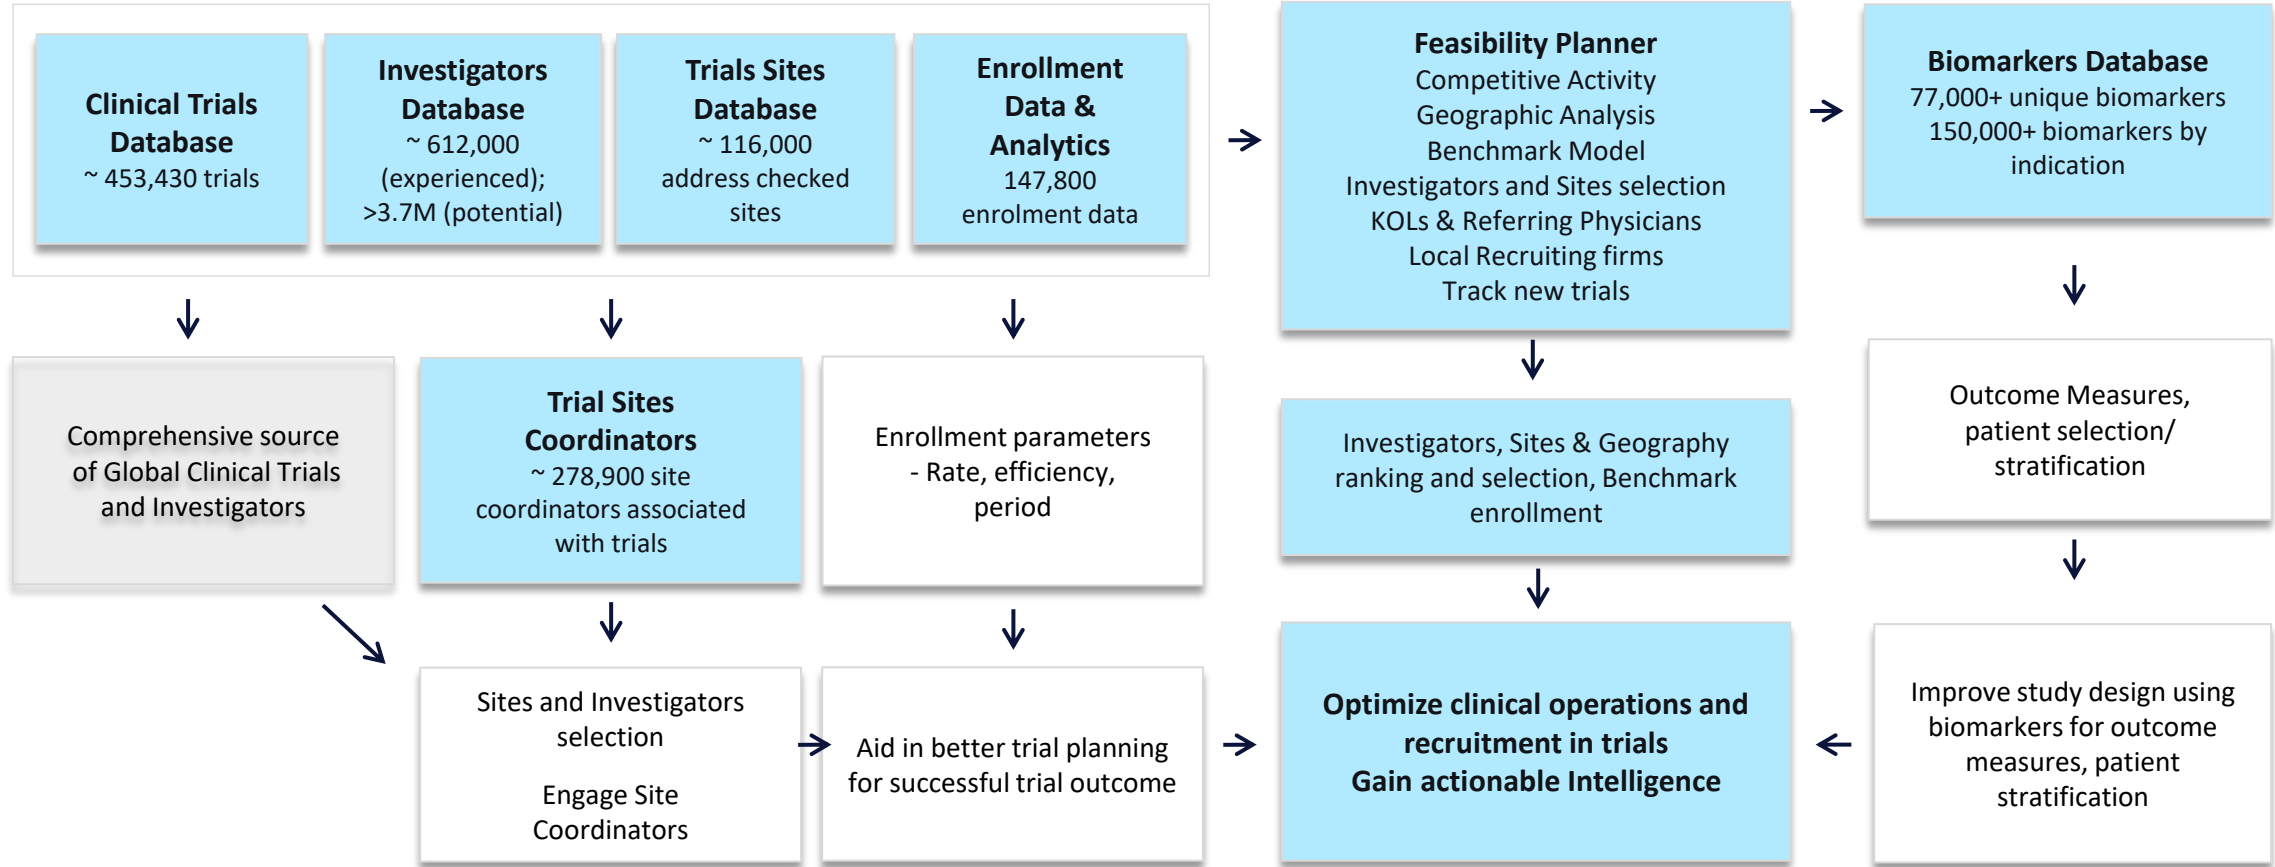 Clinical Trials
Database
~ 453,430 trials
Investigators
Database
~ 612,000
(experienced);
>3.7M (potential)
Trials Sites
Database
~ 116,000
address checked
sites
Enrollment
Data &
Analytics
147,800
enrolment data
Feasibility Planner
Competitive Activity
Geographic Analysis
Benchmark Model
Investigators and Sites selection
KOLs & Referring Physicians
Local Recruiting firms
Track new trials
Biomarkers Database
77,000+ unique biomarkers
150,000+ biomarkers by
indication
Comprehensive source
of Global Clinical Trials
and Investigators
Trial Sites
Coordinators
~ 278,900 site
coordinators associated
with trials
Enrollment parameters
- Rate, efficiency,
period
Investigators, Sites & Geography
ranking and selection, Benchmark
enrollment
Outcome Measures,
patient selection/
stratification
Sites and Investigators
selection
Engage Site
Coordinators
Aid in better trial planning
for successful trial outcome
Optimize clinical operations and
recruitment in trials
Gain actionable Intelligence
Improve study design using
biomarkers for outcome
measures, patient
stratification